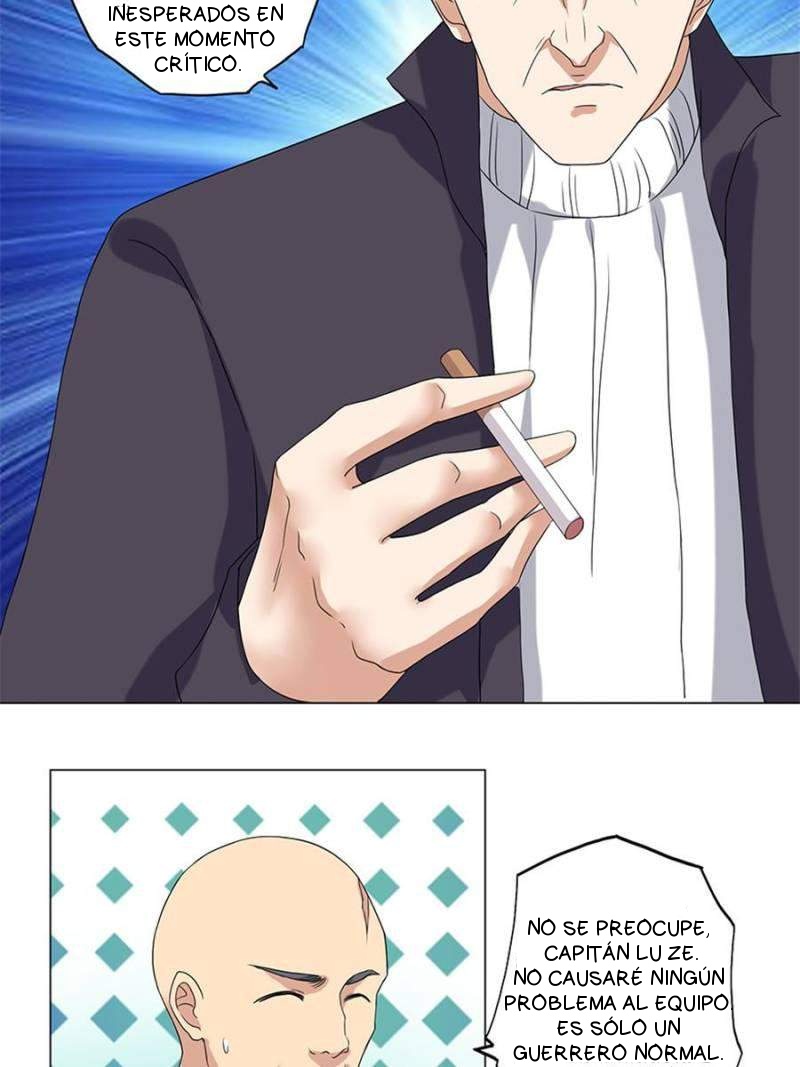 INESPERADOS EN
ESTE MOMENTO
CRÍTICO.
NO SE PREOCUPE,
CAPITÁN LU ZE.
NO CAUSARÉ NINGÚN
PROBLEMA AL EQUIPO
ES SÓLO UN
GUERRERO NORMAL.